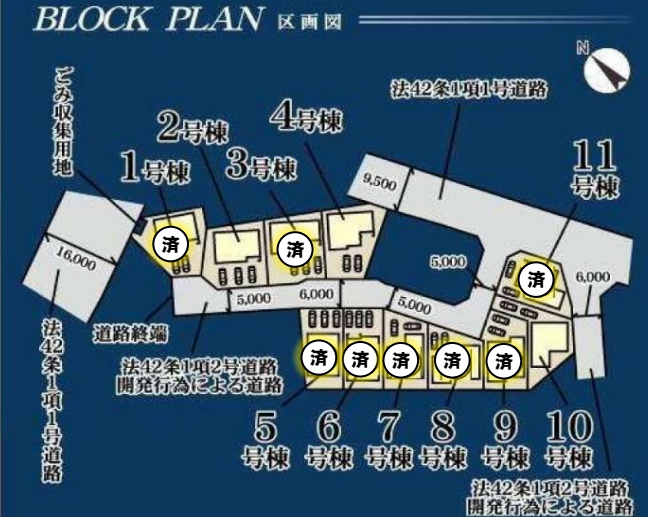 BLOCK PLAN 区画図
N
法42条1項1号道路
ごみ収集用地
1号棟
2号棟
3号棟
4号棟
11
号棟
9,500
16,000
済
済
済
5,000
6,000
5,000
6,000
5,000
道路終端
法42条1項2号道路
開発行為による道路
法42条1項1号道路
済
済
済
済
済
5
号棟
6
号棟
7
号棟
8
号棟
9
号棟
10
号棟
法42条1項2号道路
開発行為による道路